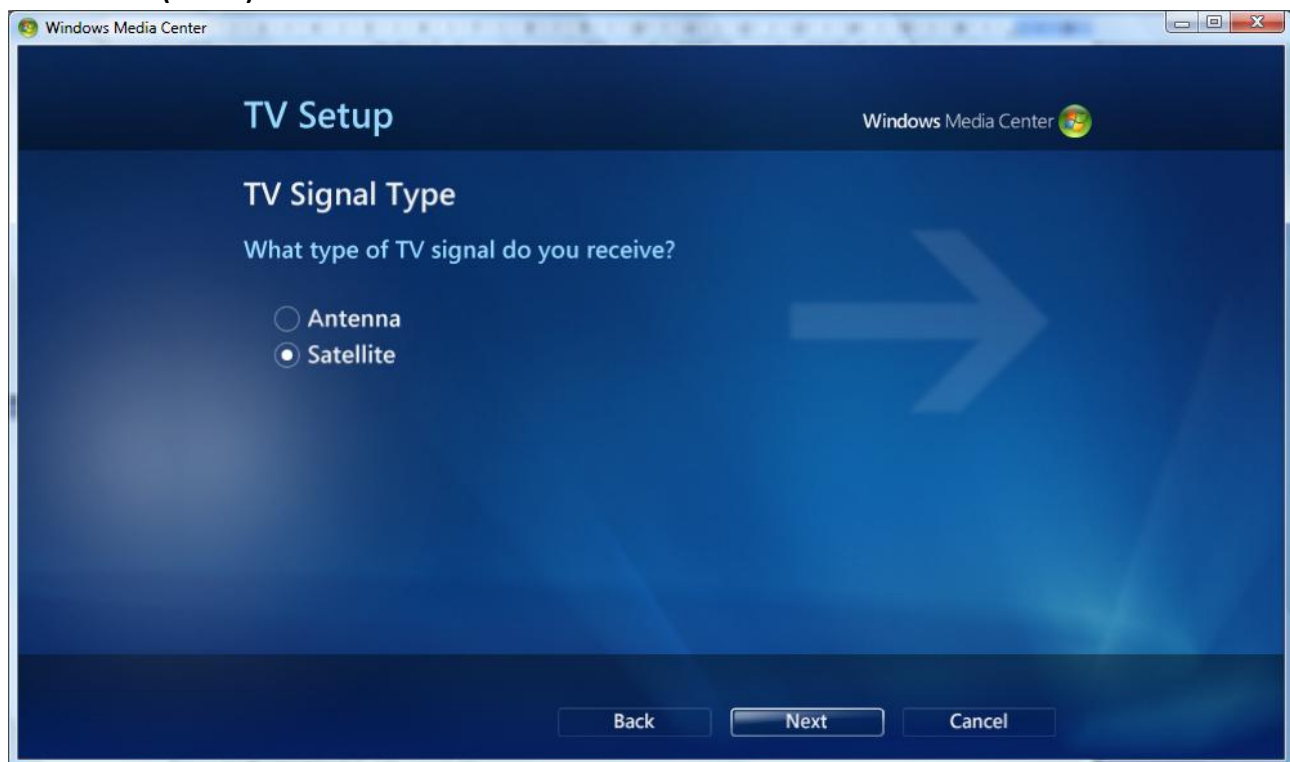 Windows Media Center
TV Setup
Windows Media Center
TV Signal Type
What type of TV signal do you receive?
Antenna
Satellite
Back Next Cancel